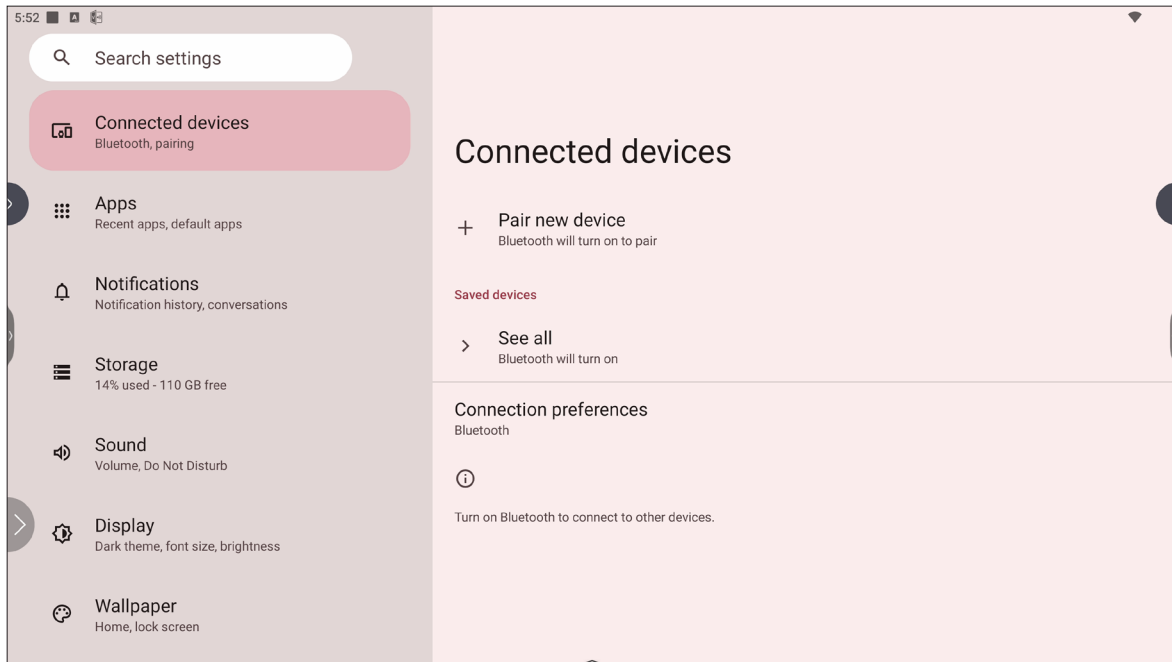 5:52
Search settings
Connected devices
Bluetooth, pairing
Apps
Recent apps, default apps
Notifications
Notification history, conversations
Storage
14% used - 110 GB free
Sound
Volume, Do Not Disturb
Display
Dark theme, font size, brightness
Wallpaper
Home, lock screen
Connected devices
Pair new device
Bluetooth will turn on to pair
Saved devices
See all
Bluetooth will turn on
Connection preferences
Bluetooth
Turn on Bluetooth to connect to other devices.